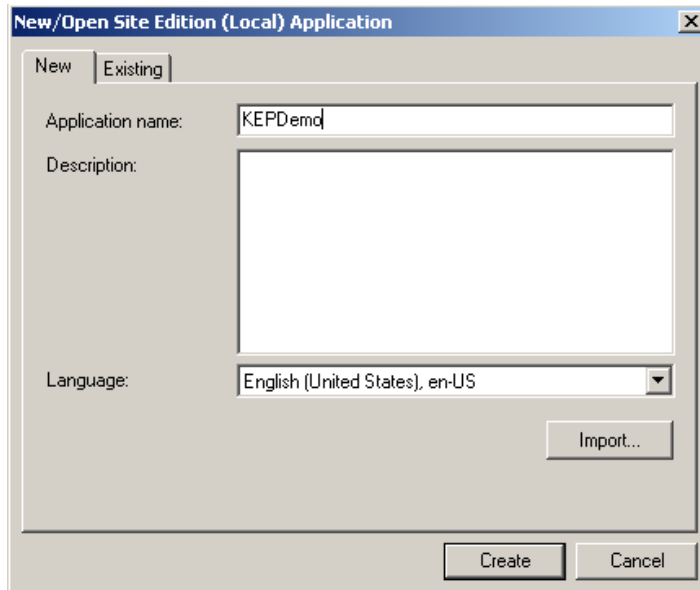 New/Open Site Edition (Local) Application
New
Existing
Application name:
KEPDemo
Description:
Language:
English (United States), en-US
Import...
Create
Cancel